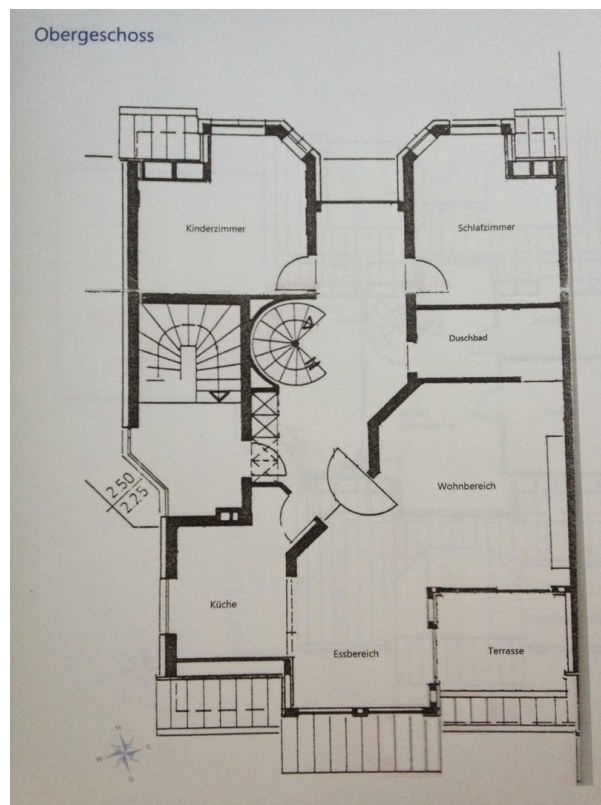 Obergeschoss
Kinderzimmer
Schlafzimmer
Duschbad
Wohnbereich
2.50
2.25
Küche
Essbereich
Terrasse
N
W
E
S